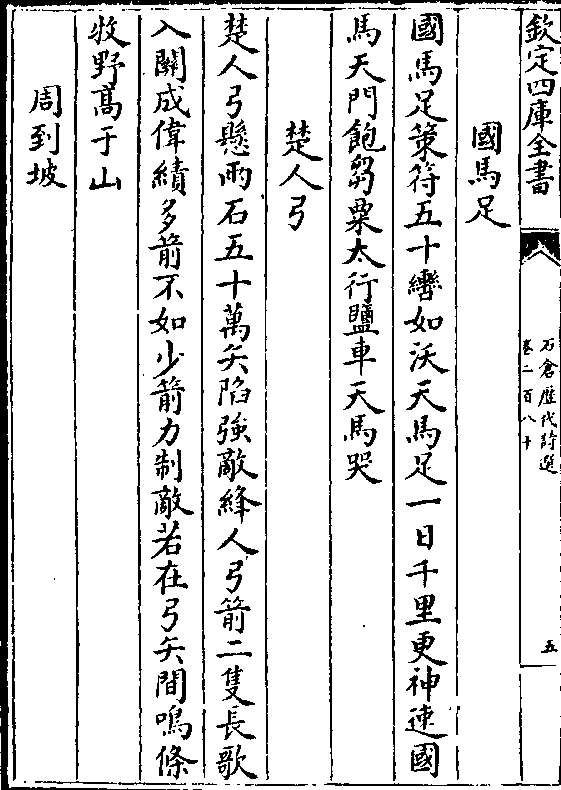 欽定四庫全書
石倉歷代詩選
卷二百八十
五
國馬足
國馬足策符五十轡如沃天馬足一日千里更神速國
馬天門飽芻粟太行鹽車天馬哭
楚人弓
楚人弓懸兩石五十萬矢陷強敵絳人弓箭二隻長歌
入關成偉績多箭不如少箭力制敵若在弓矢間鳴條
牧野髙于山
周到坡